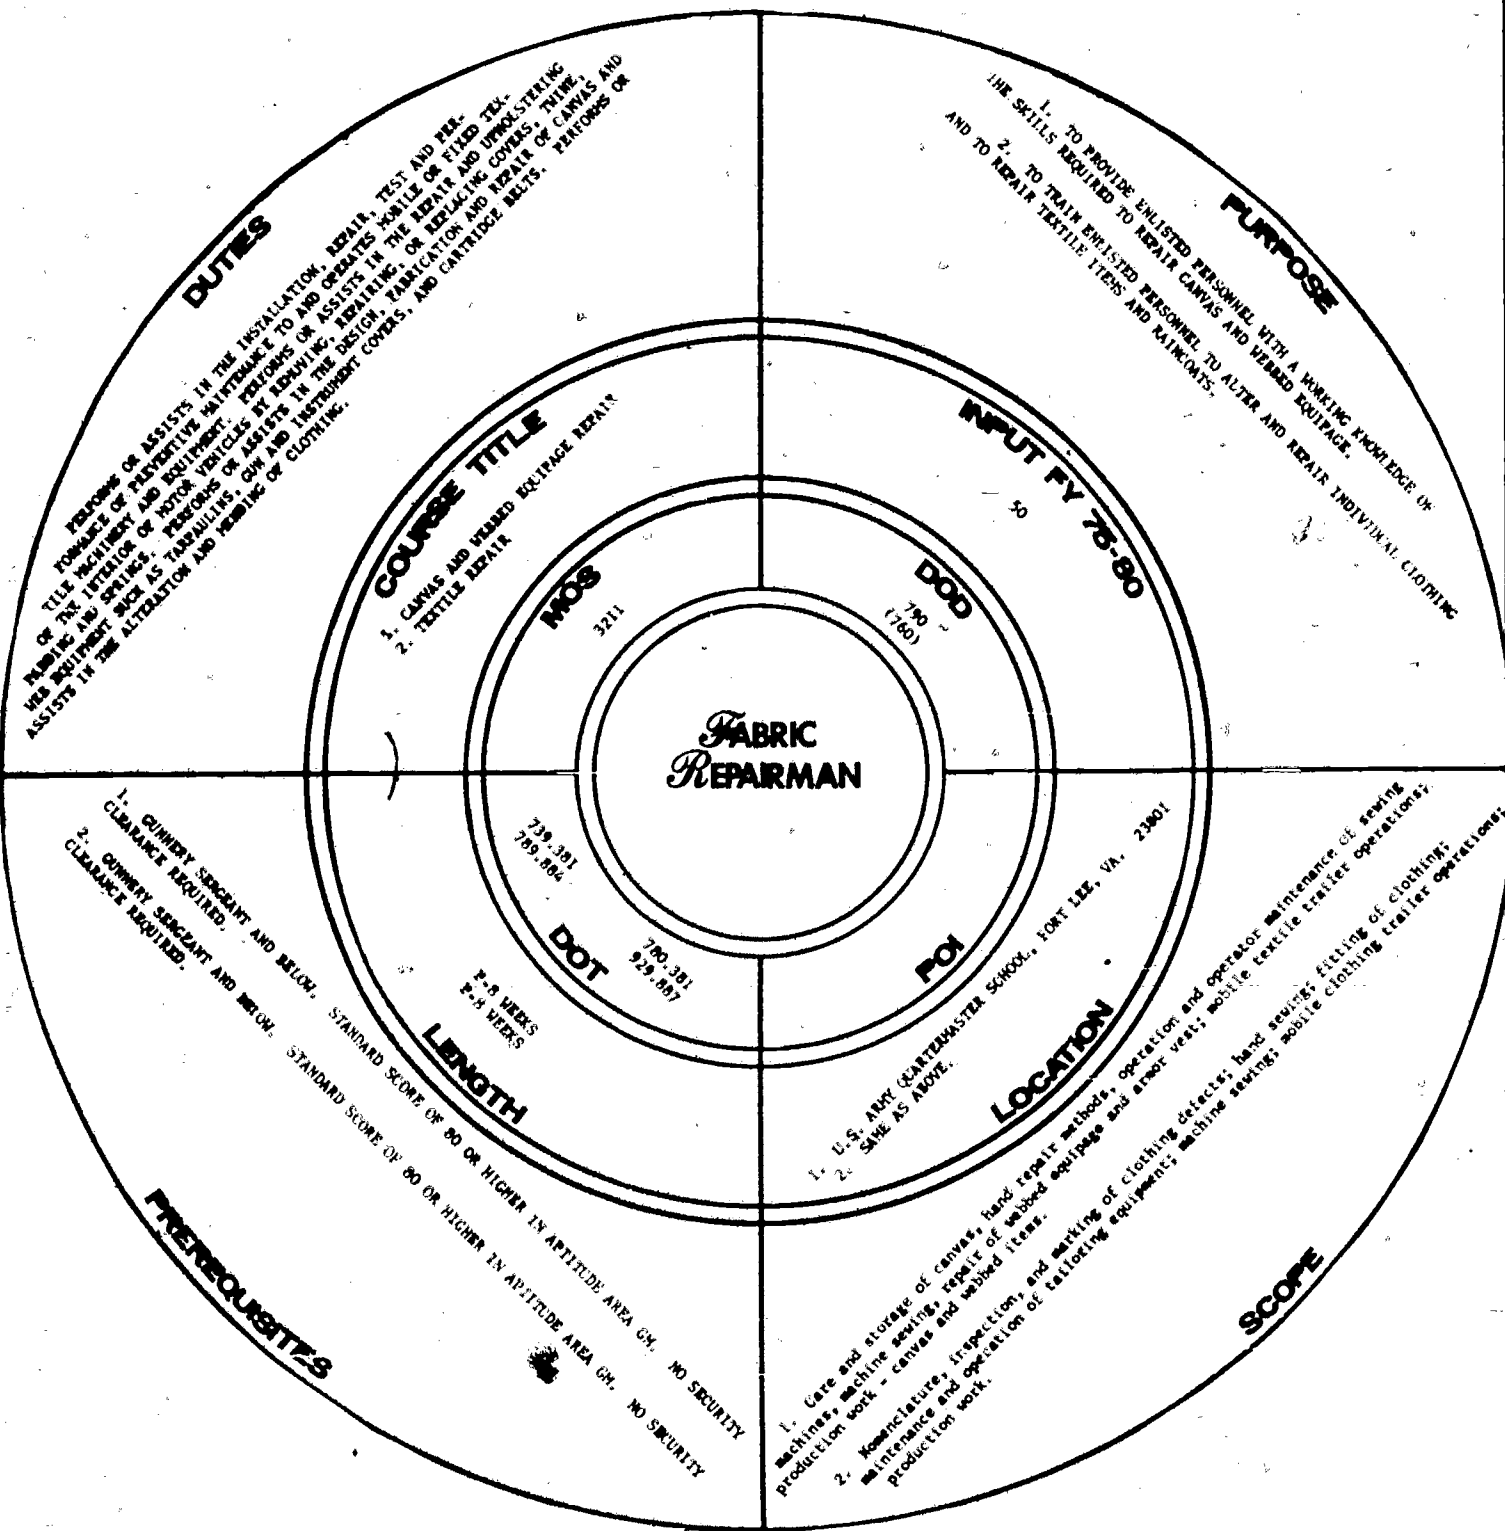 DUTIES
PERFORMS OR ASSISTS IN THE INSTALLATION, REPAIR, TEST AND PER-
FORMANCE OF PREVENTIVE MAINTENANCE TO AND OPERATES MOBILE OR FIXED TEX-
TILE MACHINERY AND EQUIPMENT. PERFORMS OR ASSISTS IN THE REPAIR AND UPHOLSTERING
OF THE INTERIOR OF MOTOR VEHICLES BY REMOVING, REPAIRING, OR REPLACING COVERS, TWINE,
PADDING AND SPRINGS. PERFORMS OR ASSISTS IN THE DESIGN, FABRICATION AND REPAIR OF CANVAS AND
WEB EQUIPMENT SUCH AS TARPAULINS, GUN AND INSTRUMENT COVERS, AND CARTRIDGE BELTS. PERFORMS OR
ASSISTS IN THE ALTERATION AND MENDING OF CLOTHING.
PURPOSE
1. TO PROVIDE ENLISTED PERSONNEL WITH A WORKING KNOWLEDGE OF
THE SKILLS REQUIRED TO REPAIR CANVAS AND WEBBED EQUIPAGE.
2. TO TRAIN ENLISTED PERSONNEL TO ALTER AND REPAIR INDIVIDUAL CLOTHING
AND TO REPAIR TEXTILE ITEMS AND RAINCOATS.
COURSE TITLE
1. CANVAS AND WEBBED EQUIPAGE REPAIR
2. TEXTILE REPAIR
INPUT FY 75-80
50
MOS
3211
DOD
790
(760)
FABRIC
REPAIRMAN
739.381
789.884
DOT
780.381
929.887
POI
LENGTH
P-8 WEEKS
P-8 WEEKS
LOCATION
1. U.S. ARMY QUARTERMASTER SCHOOL, FORT LEE, VA. 23801
2. SAME AS ABOVE.
PREREQUISITES
1. GUNNERY SERGEANT AND BELOW. STANDARD SCORE OF 80 OR HIGHER IN APTITUDE AREA GM. NO SECURITY
CLEARANCE REQUIRED.
2. GUNNERY SERGEANT AND BELOW. STANDARD SCORE OF 80 OR HIGHER IN APTITUDE AREA GM. NO SECURITY
CLEARANCE REQUIRED.
SCOPE
1. Care and storage of canvas, hand repair methods, operation and operator maintenance of sewing
machines, machine sewing, repair of webbed equipage and armor vest; mobile textile trailer operations;
production work - canvas and webbed items.
2. Nomenclature, inspection, and marking of clothing defects; hand sewing; fitting of clothing;
maintenance and operation of tailoring equipment; machine sewing; mobile clothing trailer operations;
production work.